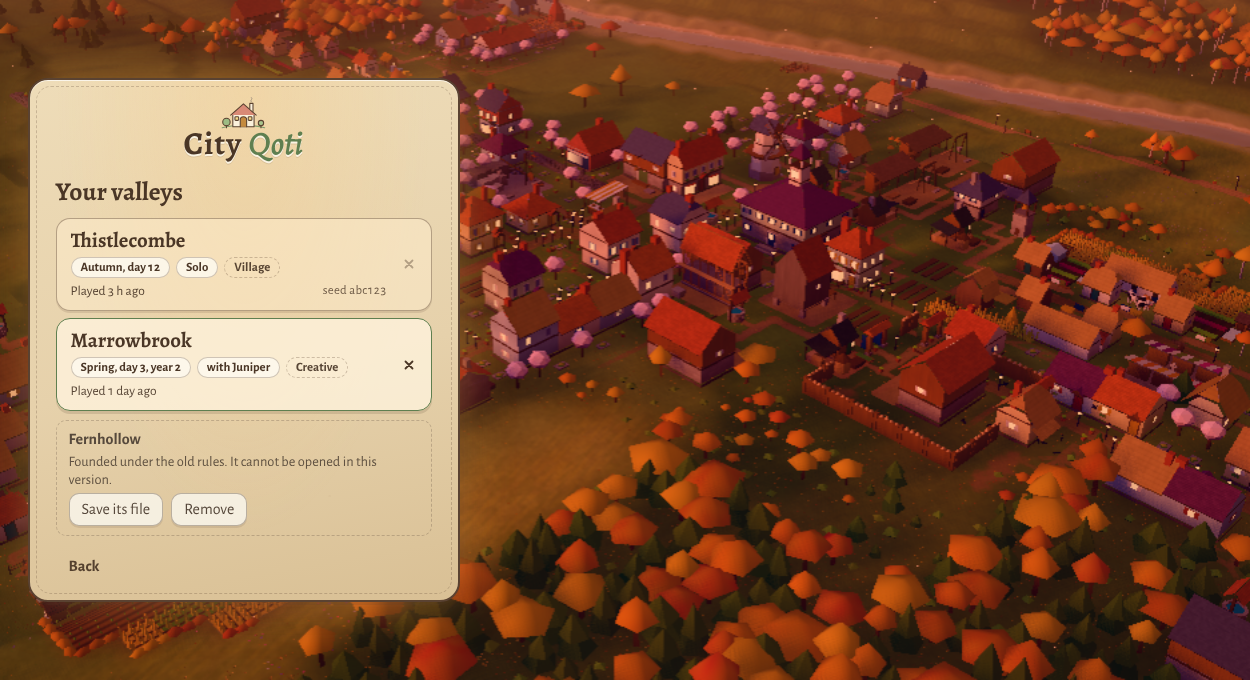 City Qoti
Your valleys
Thistlecombe
Autumn, day 12 Solo Village
Played 3 h ago seed abc123
Marrowbrook
Spring, day 3, year 2 with Juniper Creative
Played 1 day ago
Fernhollow
Founded under the old rules. It cannot be opened in this
version.
Save its file Remove
Back